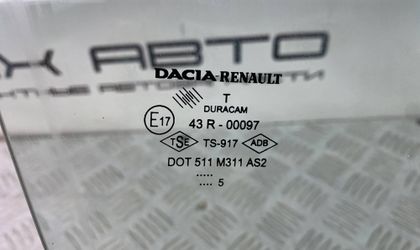 АВТО
DACIA RENAULT
T
DURACAM
E17 43 R - 00097
TSE TS-917 ADB
DOT 511 M311 AS2
.....
.... 5